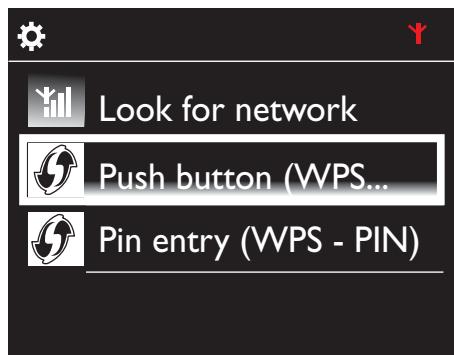 Look for network
Push button (WPS...
Pin entry (WPS - PIN)